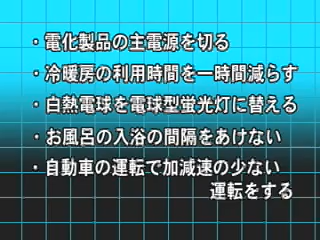 ・電化製品の主電源を切る
・冷暖房の利用時間を一時間減らす
・白熱電球を電球型蛍光灯に替える
・お風呂の入浴の間隔をあけない
・自動車の運転で加減速の少ない
運転をする